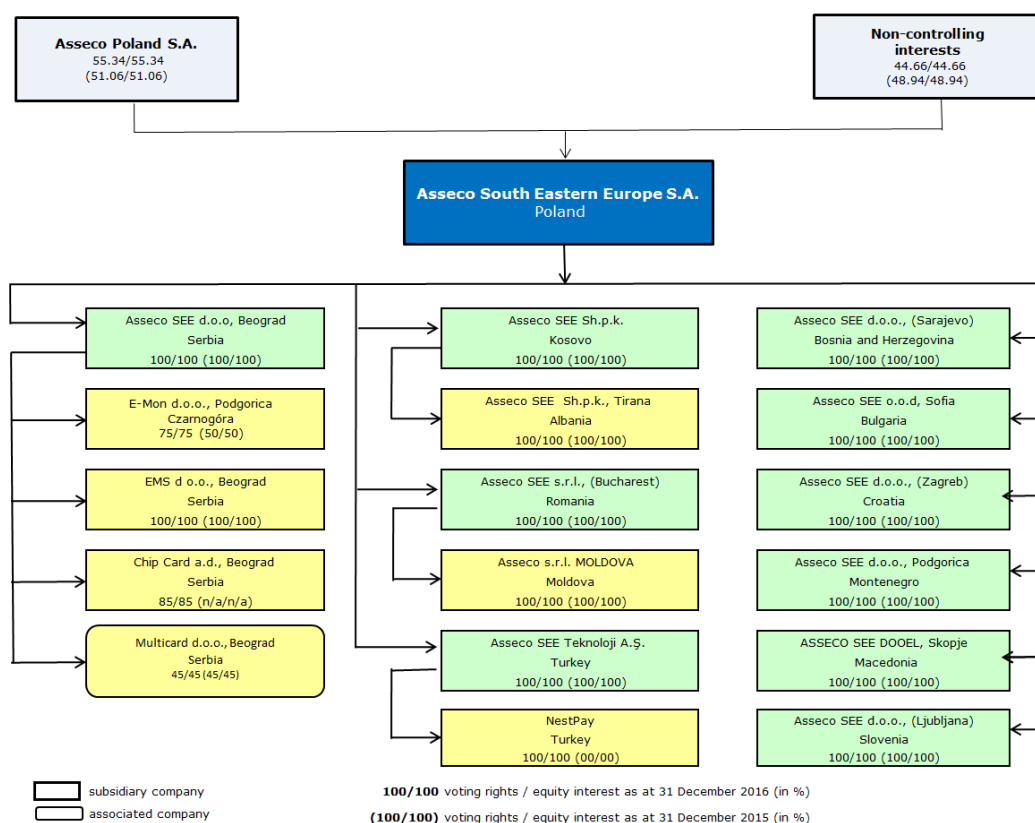 Asseco Poland S.A.
55.34/55.34
(51.06/51.06)
Non-controlling
interests
44.66/44.66
(48.94/48.94)
Asseco South Eastern Europe S.A.
Poland
Asseco SEE d.o.o, Beograd
Serbia
100/100 (100/100)
E-Mon d.o.o., Podgorica
Czarnogóra
75/75 (50/50)
EMS d o.o., Beograd
Serbia
100/100 (100/100)
Chip Card a.d., Beograd
Serbia
85/85 (n/a/n/a)
Multicard d.o.o., Beograd
Serbia
45/45 (45/45)
Asseco SEE Sh.p.k.
Kosovo
100/100 (100/100)
Asseco SEE Sh.p.k., Tirana
Albania
100/100 (100/100)
Asseco SEE s.r.l., (Bucharest)
Romania
100/100 (100/100)
Asseco s.r.l. MOLDOVA
Moldova
100/100 (100/100)
Asseco SEE Teknoloji A.Ş.
Turkey
100/100 (100/100)
NestPay
Turkey
100/100 (00/00)
Asseco SEE d.o.o., (Sarajevo)
Bosnia and Herzegovina
100/100 (100/100)
Asseco SEE o.o.d, Sofia
Bulgaria
100/100 (100/100)
Asseco SEE d.o.o., (Zagreb)
Croatia
100/100 (100/100)
Asseco SEE d.o.o., Podgorica
Montenegro
100/100 (100/100)
ASSECO SEE DOOEL, Skopje
Macedonia
100/100 (100/100)
Asseco SEE d.o.o., (Ljubljana)
Slovenia
100/100 (100/100)
subsidiary company
associated company
100/100 voting rights / equity interest as at 31 December 2016 (in %)
(100/100) voting rights / equity interest as at 31 December 2015 (in %)